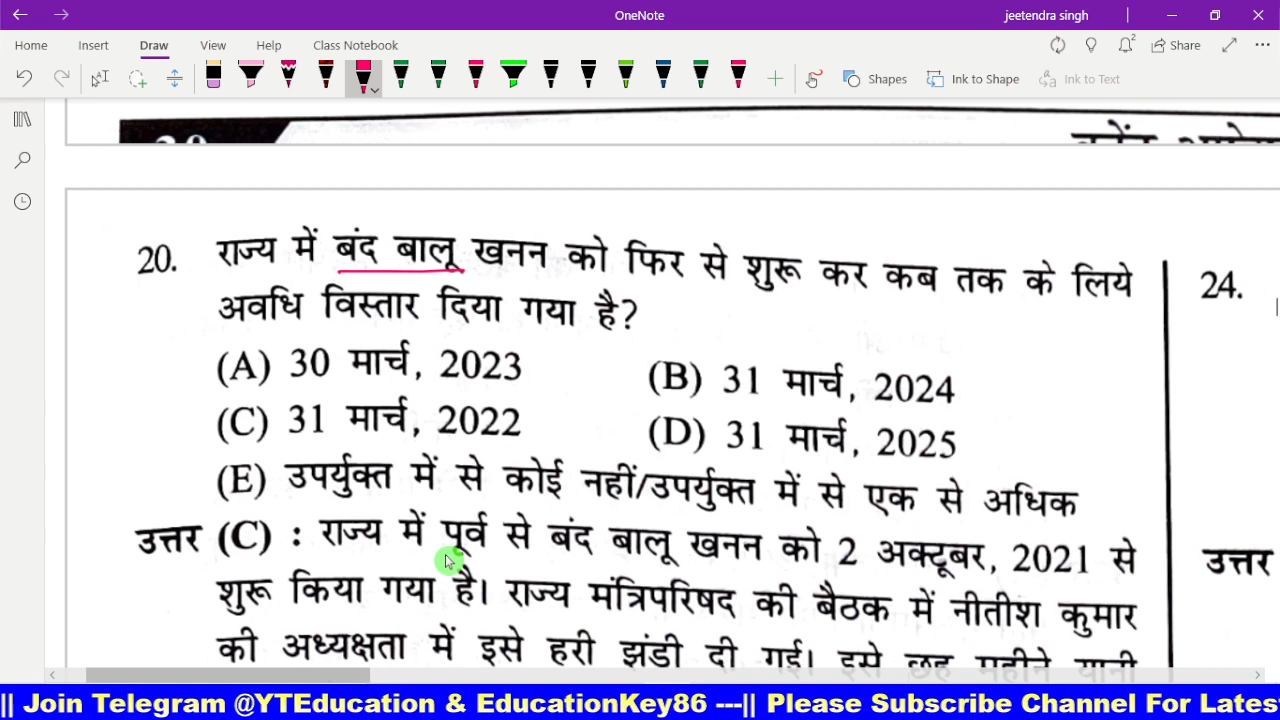 OneNote
jeetendra singh
Home Insert Draw View Help Class Notebook
Share
Shapes Ink to Shape Ink to Text
20. राज्य में बंद बालू खनन को फिर से शुरू कर कब तक के लिये
अवधि विस्तार दिया गया है?
(A) 30 मार्च, 2023 (B) 31 मार्च, 2024
(C) 31 मार्च, 2022 (D) 31 मार्च, 2025
(E) उपर्युक्त में से कोई नहीं/उपर्युक्त में से एक से अधिक
उत्तर (C) : राज्य में पूर्व से बंद बालू खनन को 2 अक्टूबर, 2021 से
शुरू किया गया है। राज्य मंत्रिपरिषद की बैठक में नीतीश कुमार
की अध्यक्षता में इसे हरी झंडी दी गई। इसे छह महीने यानी
24.
उत्तर
|| Join Telegram @YTEducation & EducationKey86 ---|| Please Subscribe Channel For Lates